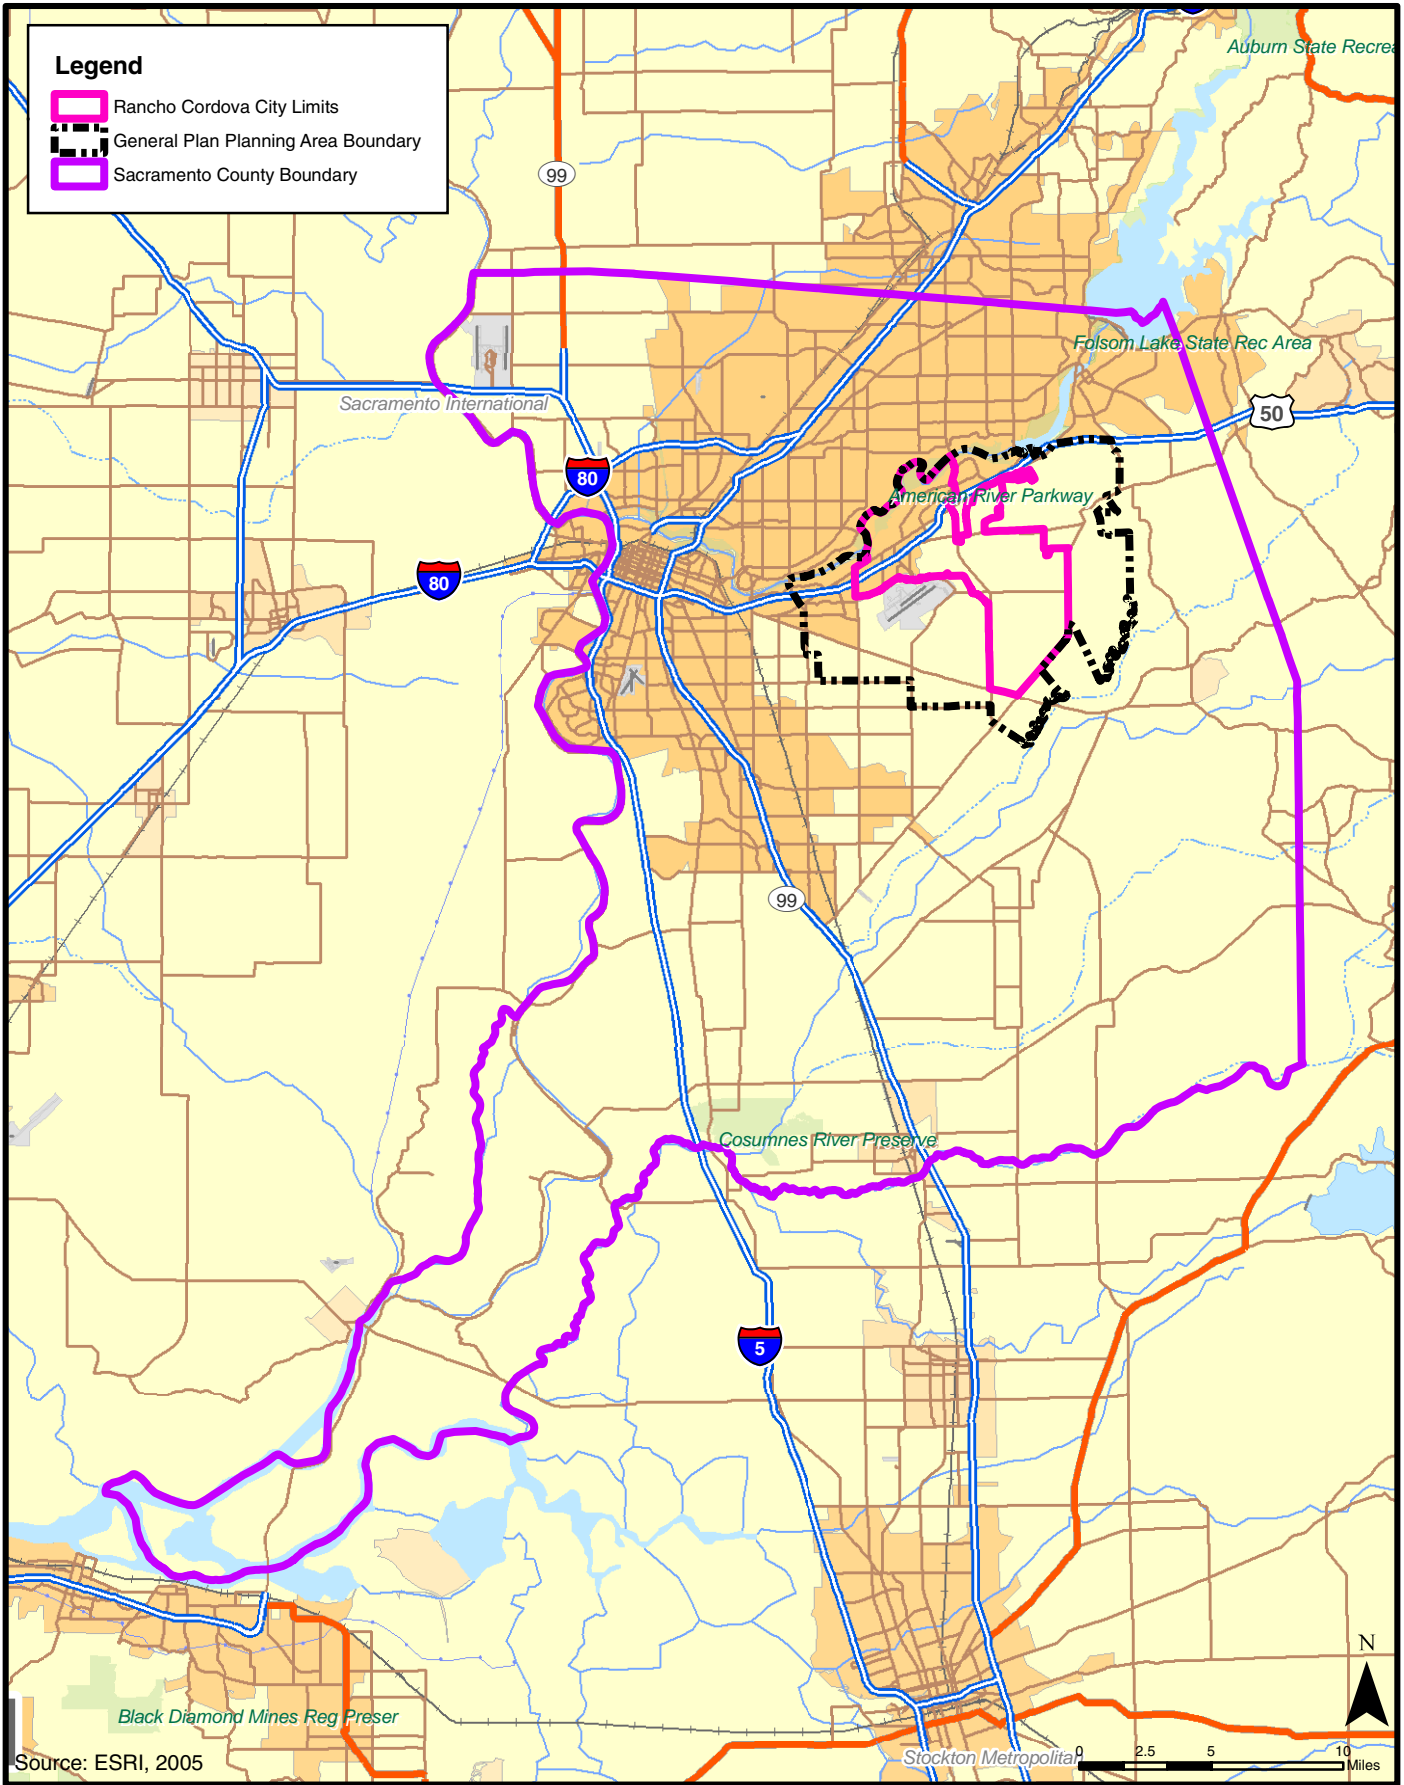 Legend
Rancho Cordova City Limits
General Plan Planning Area Boundary
Sacramento County Boundary
Auburn State Recrea
99
Folsom Lake State Rec Area
Sacramento International
50
80
American River Parkway
80
99
Cosumnes River Preserve
5
Black Diamond Mines Reg Preser
Source: ESRI, 2005
Stockton Metropolitan
N
0 2.5 5 10
Miles